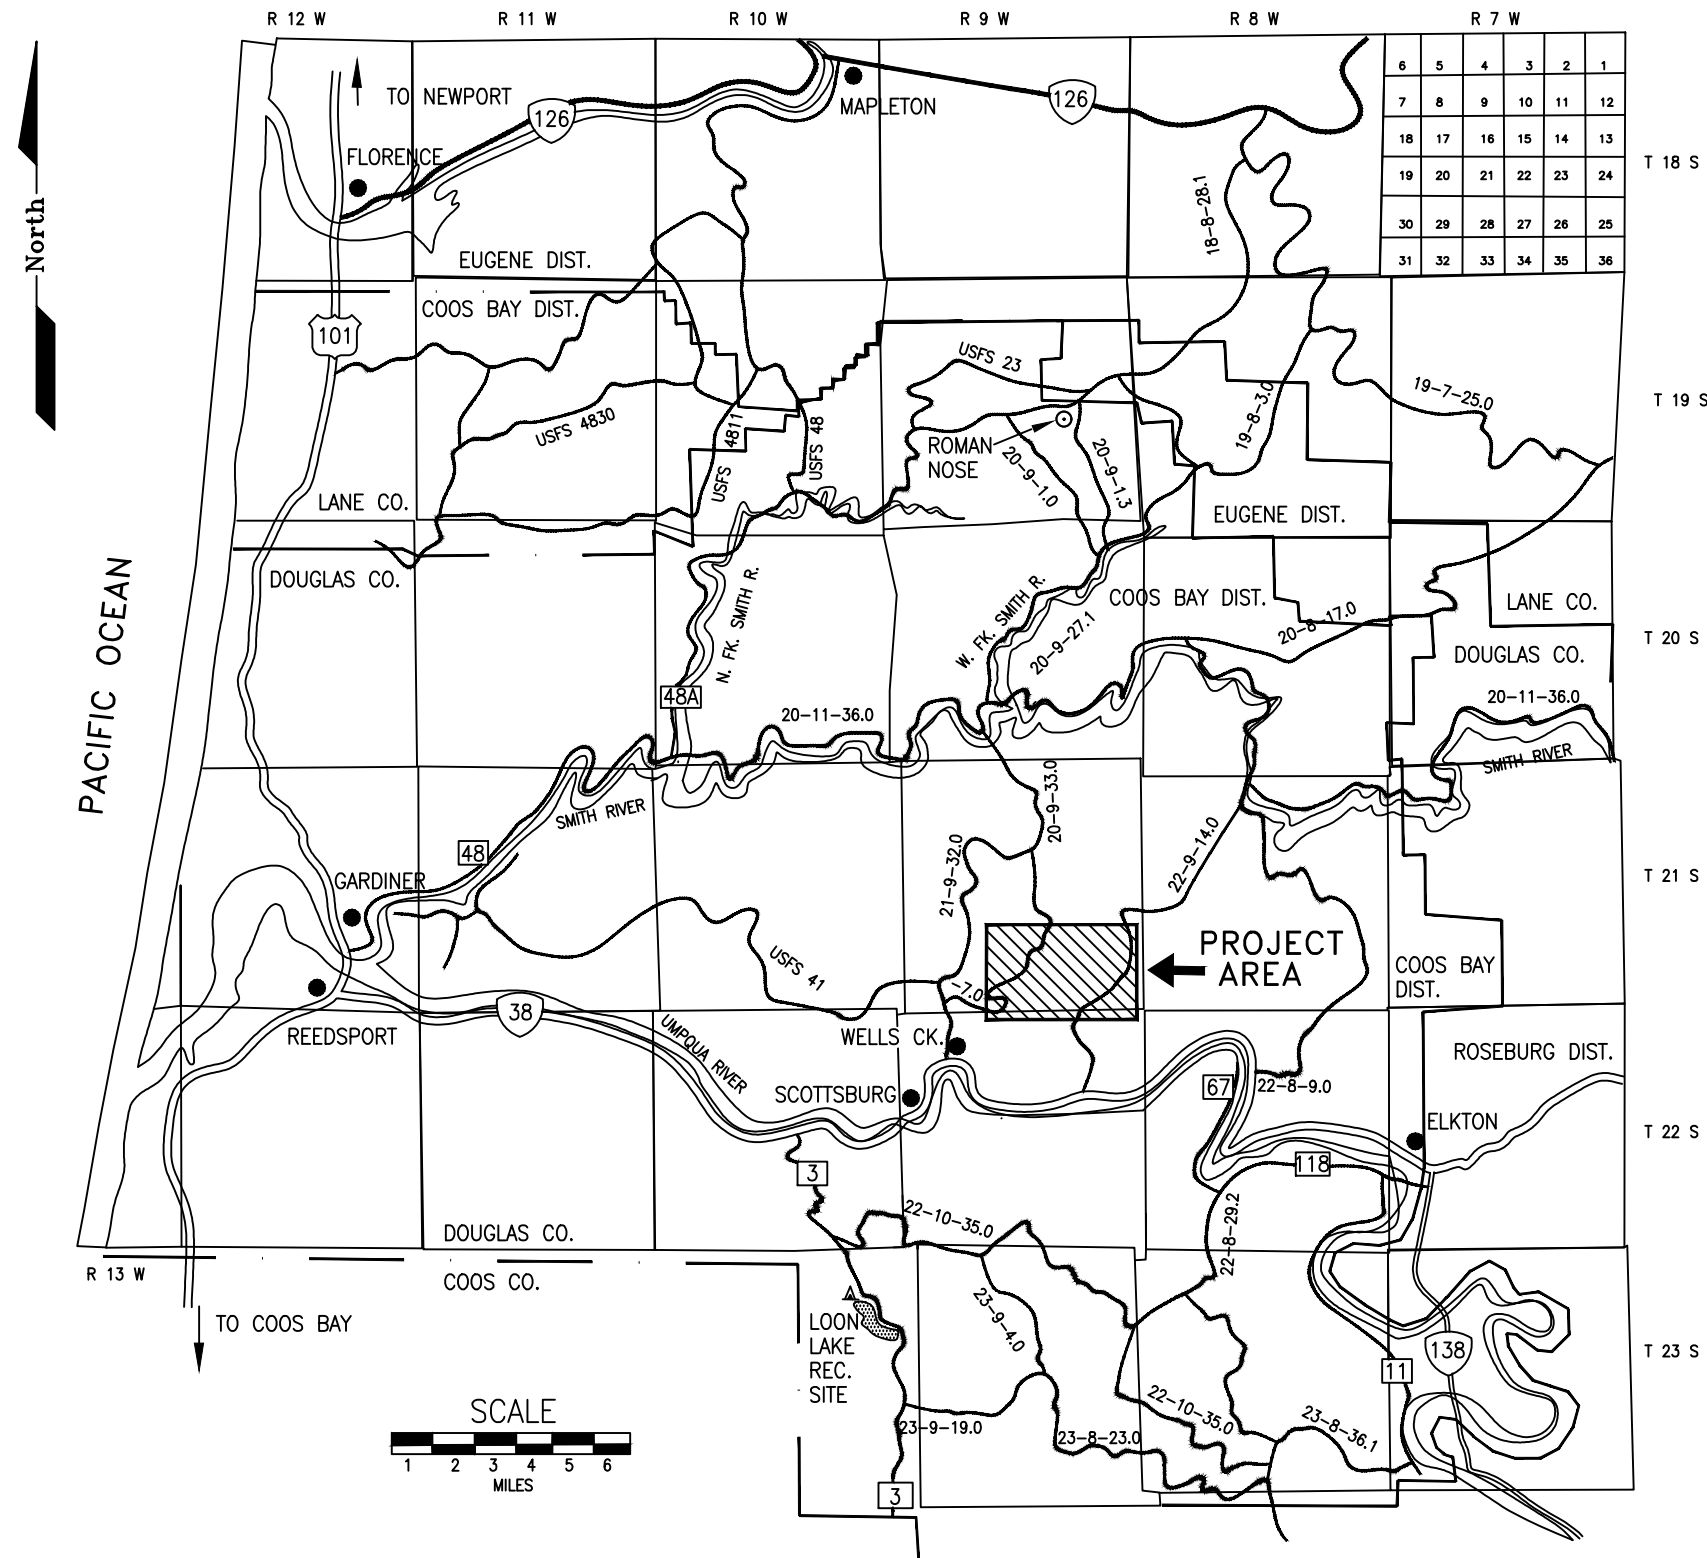 R 12 W
R 11 W
R 10 W
R 9 W
R 8 W
R 7 W
6 5 4 3 2 1
7 8 9 10 11 12
18 17 16 15 14 13
19 20 21 22 23 24
30 29 28 27 26 25
31 32 33 34 35 36
T 18 S
T 19 S
T 20 S
T 21 S
T 22 S
T 23 S
North
TO NEWPORT
126
MAPLETON
126
FLORENCE
18-8-28.1
EUGENE DIST.
COOS BAY DIST.
101
USFS 23
USFS 4830
USFS 4811
USFS 48
ROMAN
NOSE
20-9-1.0
20-9-1.3
19-8-3.0
19-7-25.0
LANE CO.
DOUGLAS CO.
EUGENE DIST.
COOS BAY DIST.
LANE CO.
DOUGLAS CO.
PACIFIC OCEAN
N. FK. SMITH R.
W. FK. SMITH R.
20-9-27.1
20-8-17.0
48A
20-11-36.0
20-11-36.0
SMITH RIVER
SMITH RIVER
48
GARDINER
20-9-33.0
21-9-32.0
22-9-14.0
USFS 41
-7.0
PROJECT
AREA
COOS BAY
DIST.
REEDSPORT
38
UMPQUA RIVER
WELLS CK.
SCOTTSBURG
67
22-8-9.0
ROSEBURG DIST.
ELKTON
3
118
22-10-35.0
22-8-29.2
DOUGLAS CO.
COOS CO.
R 13 W
TO COOS BAY
LOON
LAKE
REC.
SITE
23-9-4.0
138
11
22-10-35.0
23-9-19.0
23-8-23.0
23-8-36.1
3
SCALE
1 2 3 4 5 6
MILES